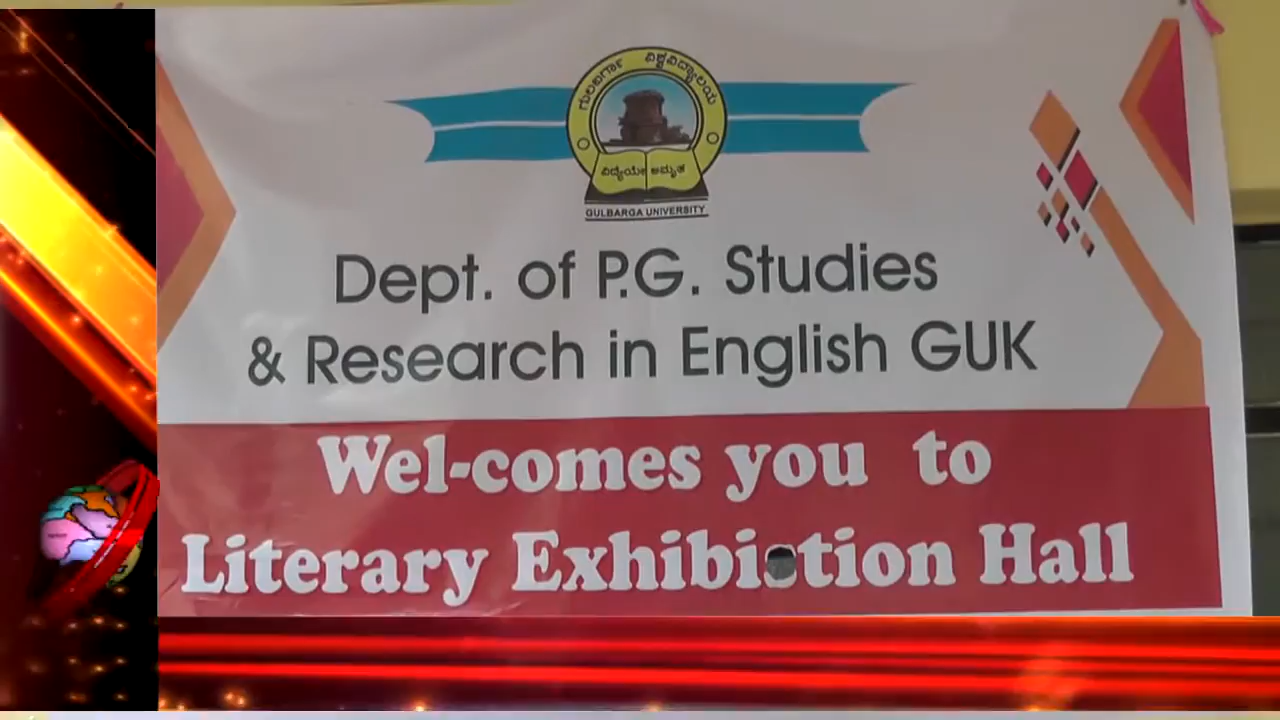 ಗುಲಬರ್ಗಾ ವಿಶ್ವವಿದ್ಯಾಲಯ
ವಿದ್ಯೆಯೇ ಅಮೃತ
GULBARGA UNIVERSITY
Dept. of P.G. Studies
& Research in English GUK
Wel-comes you to
Literary Exhibistion Hall